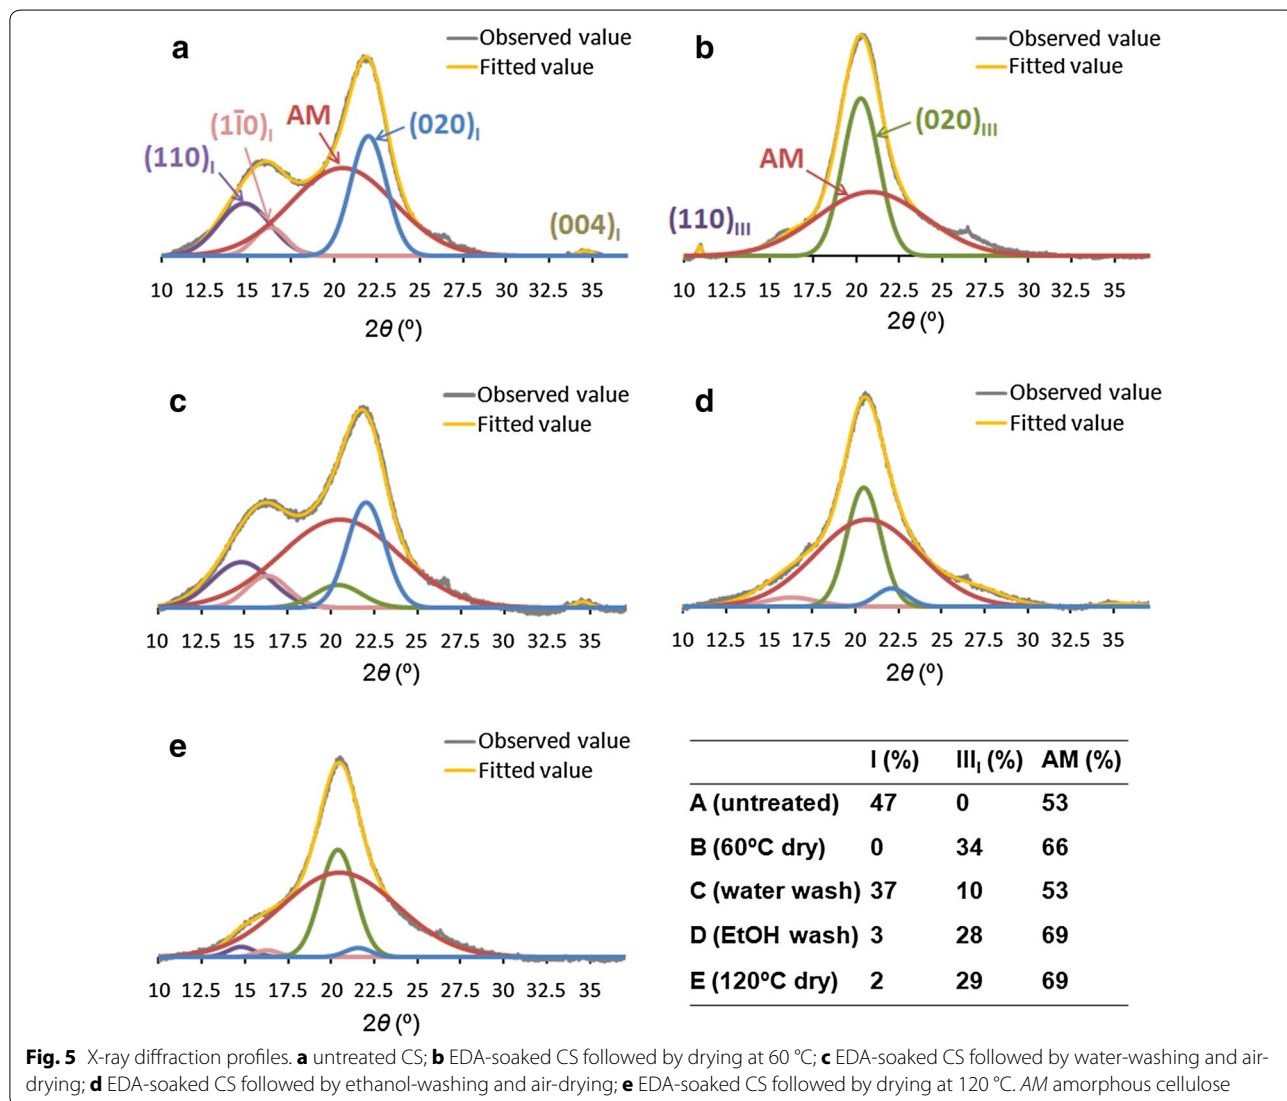 a
Observed value
Fitted value
(110)I
(11̅0)I
AM
(020)I
(004)I
10 12.5 15 17.5 20 22.5 25 27.5 30 32.5 35
2θ (º)
b
Observed value
Fitted value
(110)III
AM
(020)III
10 12.5 15 17.5 20 22.5 25 27.5 30 32.5 35
2θ (º)
c
Observed value
Fitted value
10 12.5 15 17.5 20 22.5 25 27.5 30 32.5 35
2θ (º)
d
Observed value
Fitted value
10 12.5 15 17.5 20 22.5 25 27.5 30 32.5 35
2θ (º)
e
Observed value
Fitted value
10 12.5 15 17.5 20 22.5 25 27.5 30 32.5 35
2θ (º)
I (%) IIII (%) AM (%)
A (untreated) 47 0 53
B (60ºC dry) 0 34 66
C (water wash) 37 10 53
D (EtOH wash) 3 28 69
E (120ºC dry) 2 29 69
Fig. 5 X-ray diffraction profiles. a untreated CS; b EDA-soaked CS followed by drying at 60 °C; c EDA-soaked CS followed by water-washing and air-
drying; d EDA-soaked CS followed by ethanol-washing and air-drying; e EDA-soaked CS followed by drying at 120 °C. AM amorphous cellulose